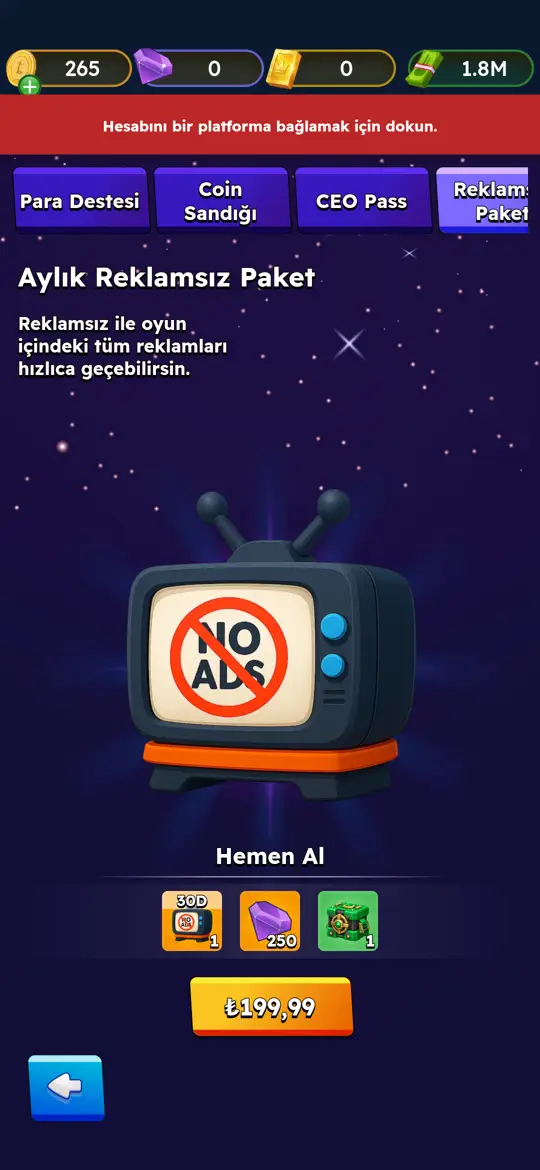 265
0
0
1.8M
Hesabını bir platforma bağlamak için dokun.
Para Destesi
Coin
Sandığı
CEO Pass
Reklams
Paket
Aylık Reklamsız Paket
Reklamsız ile oyun
içindeki tüm reklamları
hızlıca geçebilirsin.
NO
ADS
Hemen Al
30D
NO
ADS
1
250
1
₺199,99